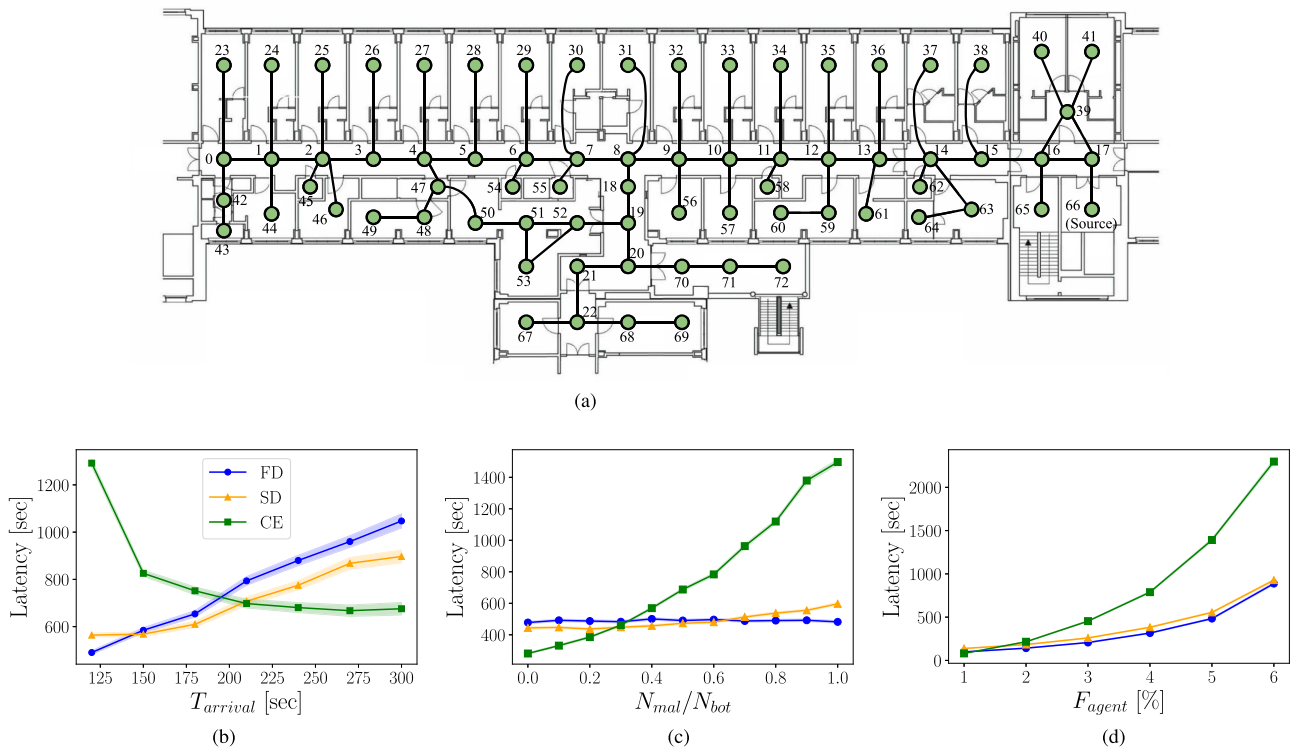 23 24 25 26 27 28 29 30 31 32 33 34 35 36 37 38 40 41
39
0 1 2 3 4 5 6 7 8 9 10 11 12 13 14 15 16 17
47 18
42 45 46 54 55 58 62
44 49 48 50 51 52 19 56 57 60 59 61 64 63 65 66
(Source)
43
53 21 20 70 71 72
67 22 68 69
(a)
Latency [sec]
1200
1000
800
600
FD
SD
CE
125 150 175 200 225 250 275 300
T_arrival [sec]
(b)
Latency [sec]
1400
1200
1000
800
600
400
0.0 0.2 0.4 0.6 0.8 1.0
N_mal/N_bot
(c)
Latency [sec]
2000
1500
1000
500
0
1 2 3 4 5 6
F_agent [%]
(d)